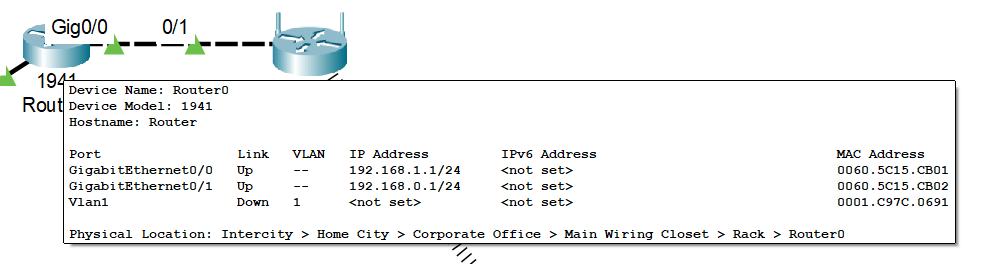 Gig0/0 0/1
1941
Rout
Device Name: Router0
Device Model: 1941
Hostname: Router
Port Link VLAN IP Address IPv6 Address MAC Address
GigabitEthernet0/0 Up -- 192.168.1.1/24 <not set> 0060.5C15.CB01
GigabitEthernet0/1 Up -- 192.168.0.1/24 <not set> 0060.5C15.CB02
Vlan1 Down 1 <not set> <not set> 0001.C97C.0691
Physical Location: Intercity > Home City > Corporate Office > Main Wiring Closet > Rack > Router0